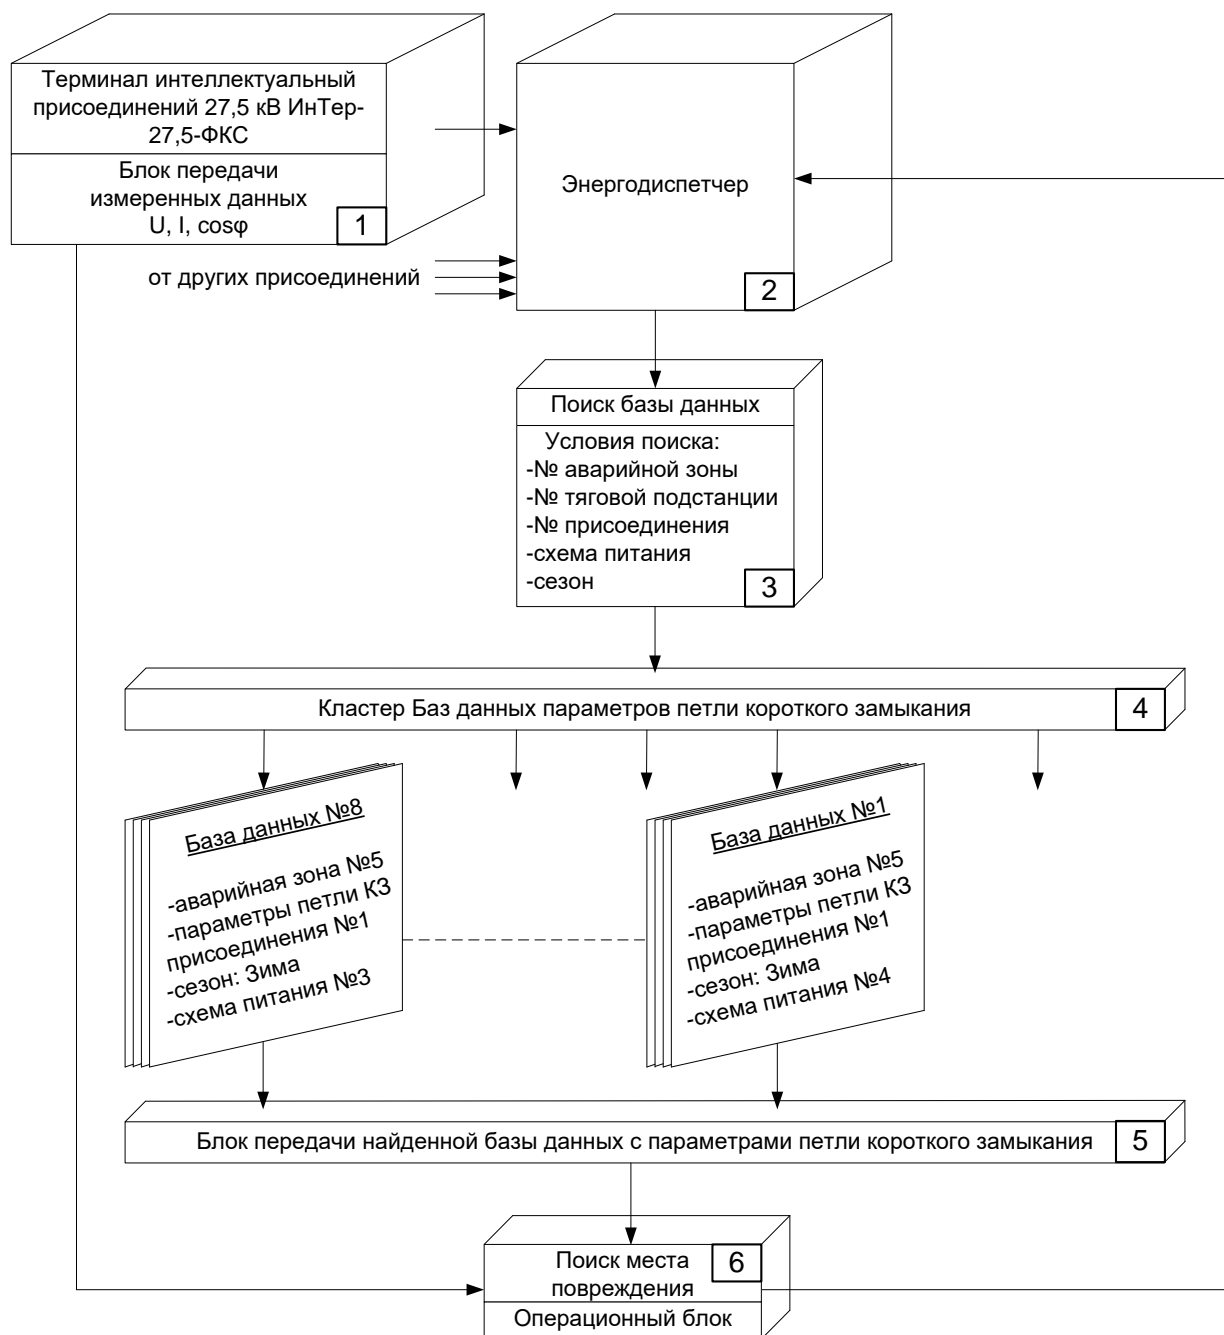 Терминал интеллектуальный
присоединений 27,5 кВ ИнТер-
27,5-ФКС
Блок передачи
измеренных данных
U, I, cosφ
1
Энергодиспетчер
2
от других присоединений
Поиск базы данных
Условия поиска:
-№ аварийной зоны
-№ тяговой подстанции
-№ присоединения
-схема питания
-сезон
3
Кластер Баз данных параметров петли короткого замыкания
4
База данных №8
-аварийная зона №5
-параметры петли КЗ
присоединения №1
-сезон: Зима
-схема питания №3
База данных №1
-аварийная зона №5
-параметры петли КЗ
присоединения №1
-сезон: Зима
-схема питания №4
Блок передачи найденной базы данных с параметрами петли короткого замыкания
5
Поиск места
повреждения
6
Операционный блок